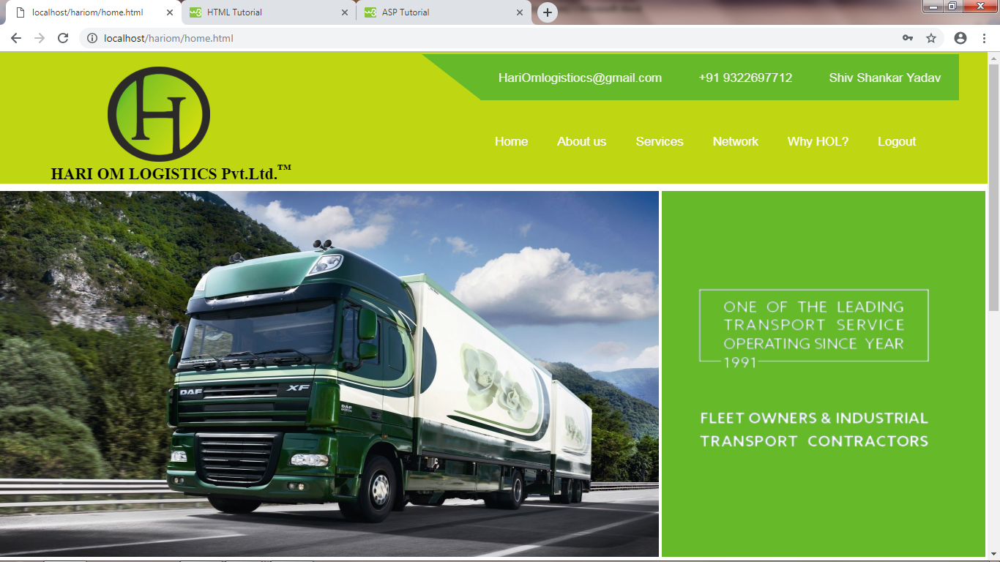 localhost/hariom/home.html
HTML Tutorial
ASP Tutorial
localhost/hariom/home.html
HariOmlogistiocs@gmail.com +91 9322697712 Shiv Shankar Yadav
H
HARI OM LOGISTICS Pvt.Ltd.™
Home About us Services Network Why HOL? Logout
DAF XF
DAF
ONE OF THE LEADING
TRANSPORT SERVICE
OPERATING SINCE YEAR
1991
FLEET OWNERS & INDUSTRIAL
TRANSPORT CONTRACTORS